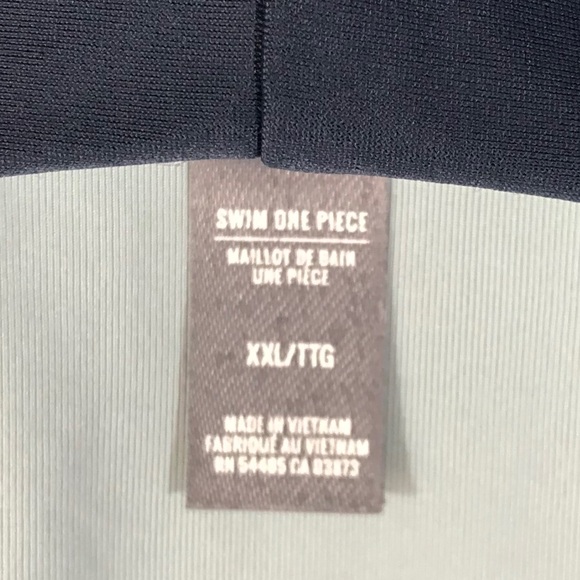 SWIM ONE PIECE
MAILLOT DE BAIN
UNE PIÈCE
XXL/TTG
MADE IN VIETNAM
FABRIQUÉ AU VIETNAM
RN 54485 CA 03873